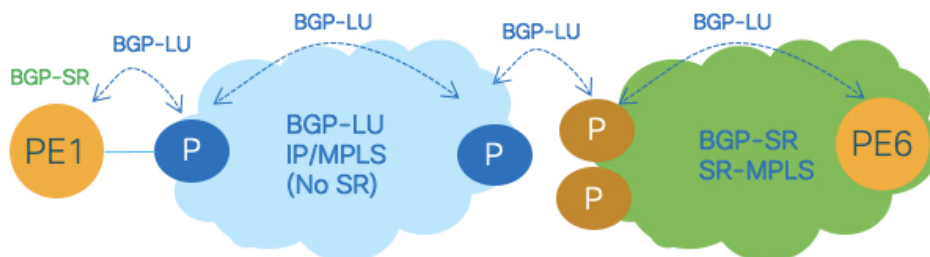 BGP-LU
BGP-LU
BGP-LU
BGP-LU
BGP-SR
PE1
P
BGP-LU
IP/MPLS
(No SR)
P
P
P
BGP-SR
SR-MPLS
PE6